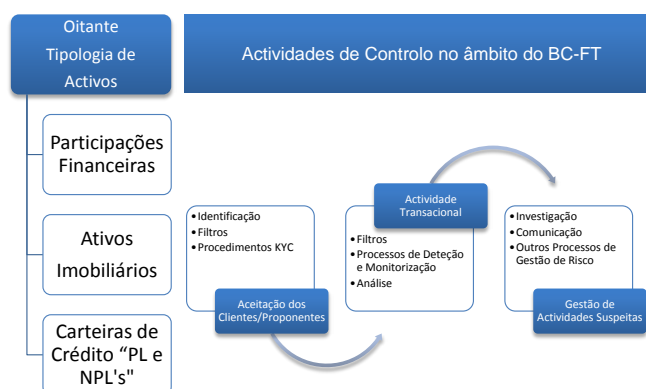 Oitante
Tipologia de
Activos
Actividades de Controlo no âmbito do BC-FT
Participações
Financeiras
Ativos
Imobiliários
Carteiras de
Crédito “PL e
NPL's"
•Identificação
•Filtros
•Procedimentos KYC
Aceitação dos
Clientes/Proponentes
Actividade
Transacional
•Filtros
•Processos de Deteção
e Monitorização
•Análise
•Investigação
•Comunicação
•Outros Processos de
Gestão de Risco
Gestão de
Actividades Suspeitas